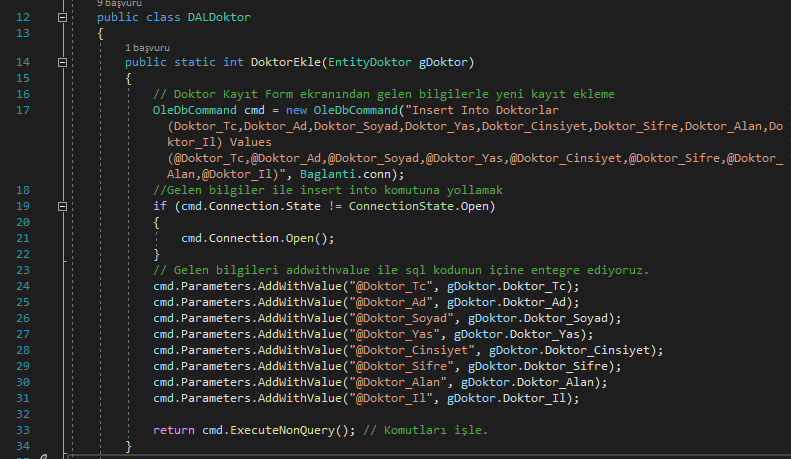 9 başvuru
12 public class DALDoktor
13 {
1 başvuru
14 public static int DoktorEkle(EntityDoktor gDoktor)
15 {
16 // Doktor Kayıt Form ekranından gelen bilgilerle yeni kayıt ekleme
17 OleDbCommand cmd = new OleDbCommand("Insert Into Doktorlar
(Doktor_Tc,Doktor_Ad,Doktor_Soyad,Doktor_Yas,Doktor_Cinsiyet,Doktor_Sifre,Doktor_Alan,Do
ktor_Il) Values
(@Doktor_Tc,@Doktor_Ad,@Doktor_Soyad,@Doktor_Yas,@Doktor_Cinsiyet,@Doktor_Sifre,@Doktor_
Alan,@Doktor_Il)", Baglanti.conn);
18 //Gelen bilgiler ile insert into komutuna yollamak
19 if (cmd.Connection.State != ConnectionState.Open)
20 {
21 cmd.Connection.Open();
22 }
23 // Gelen bilgileri addwithvalue ile sql kodunun içine entegre ediyoruz.
24 cmd.Parameters.AddWithValue("@Doktor_Tc", gDoktor.Doktor_Tc);
25 cmd.Parameters.AddWithValue("@Doktor_Ad", gDoktor.Doktor_Ad);
26 cmd.Parameters.AddWithValue("@Doktor_Soyad", gDoktor.Doktor_Soyad);
27 cmd.Parameters.AddWithValue("@Doktor_Yas", gDoktor.Doktor_Yas);
28 cmd.Parameters.AddWithValue("@Doktor_Cinsiyet", gDoktor.Doktor_Cinsiyet);
29 cmd.Parameters.AddWithValue("@Doktor_Sifre", gDoktor.Doktor_Sifre);
30 cmd.Parameters.AddWithValue("@Doktor_Alan", gDoktor.Doktor_Alan);
31 cmd.Parameters.AddWithValue("@Doktor_Il", gDoktor.Doktor_Il);
32
33 return cmd.ExecuteNonQuery(); // Komutları işle.
34 }